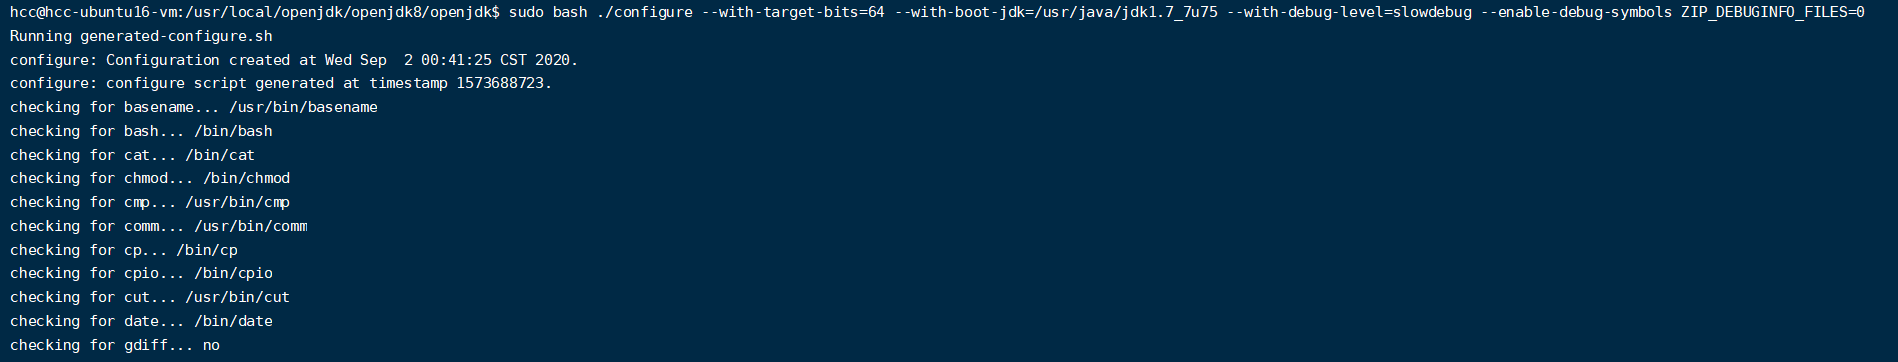 hcc@hcc-ubuntu16-vm:/usr/local/openjdk/openjdk8/openjdk$ sudo bash ./configure --with-target-bits=64 --with-boot-jdk=/usr/java/jdk1.7_7u75 --with-debug-level=slowdebug --enable-debug-symbols ZIP_DEBUGINFO_FILES=0
Running generated-configure.sh
configure: Configuration created at Wed Sep  2 00:41:25 CST 2020.
configure: configure script generated at timestamp 1573688723.
checking for basename... /usr/bin/basename
checking for bash... /bin/bash
checking for cat... /bin/cat
checking for chmod... /bin/chmod
checking for cmp... /usr/bin/cmp
checking for comm... /usr/bin/comm
checking for cp... /bin/cp
checking for cpio... /bin/cpio
checking for cut... /usr/bin/cut
checking for date... /bin/date
checking for gdiff... no